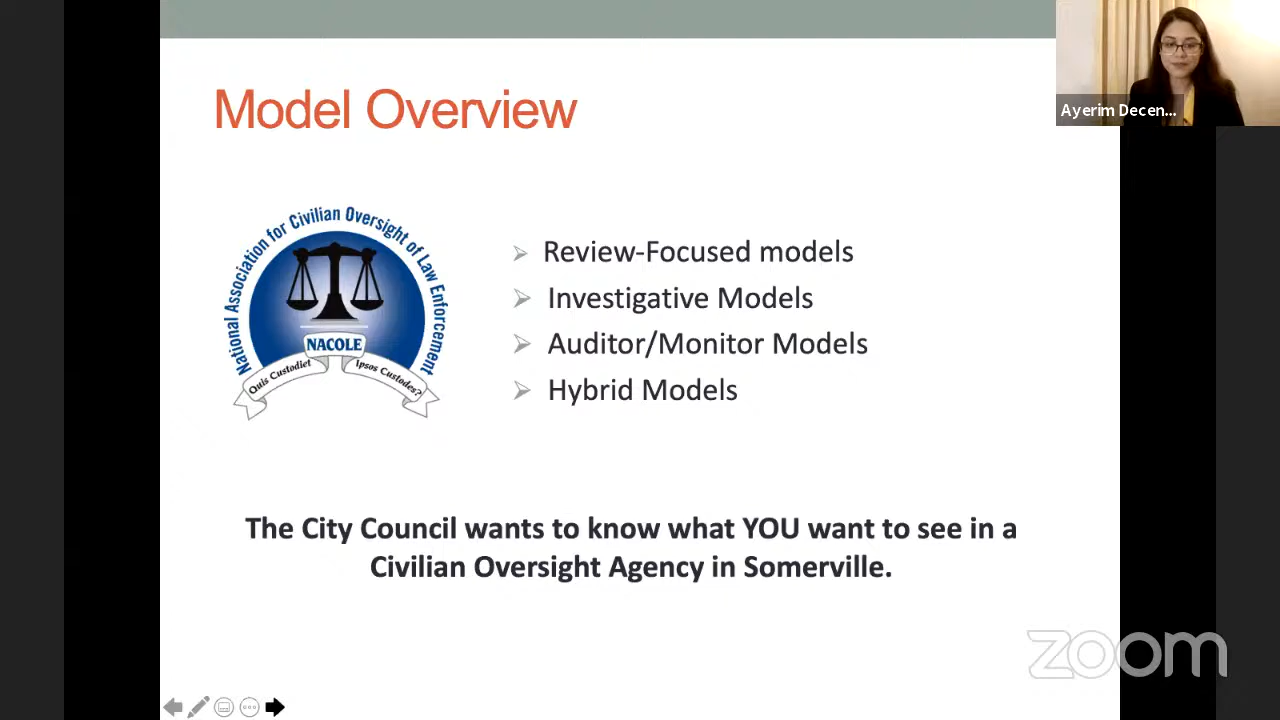 Model Overview
Ayerim Decen...
National Association for Civilian Oversight of Law Enforcement
NACOLE
Quis Custodiet
Ipsos Custodes?
Review-Focused models
Investigative Models
Auditor/Monitor Models
Hybrid Models
The City Council wants to know what YOU want to see in a
Civilian Oversight Agency in Somerville.
zoom